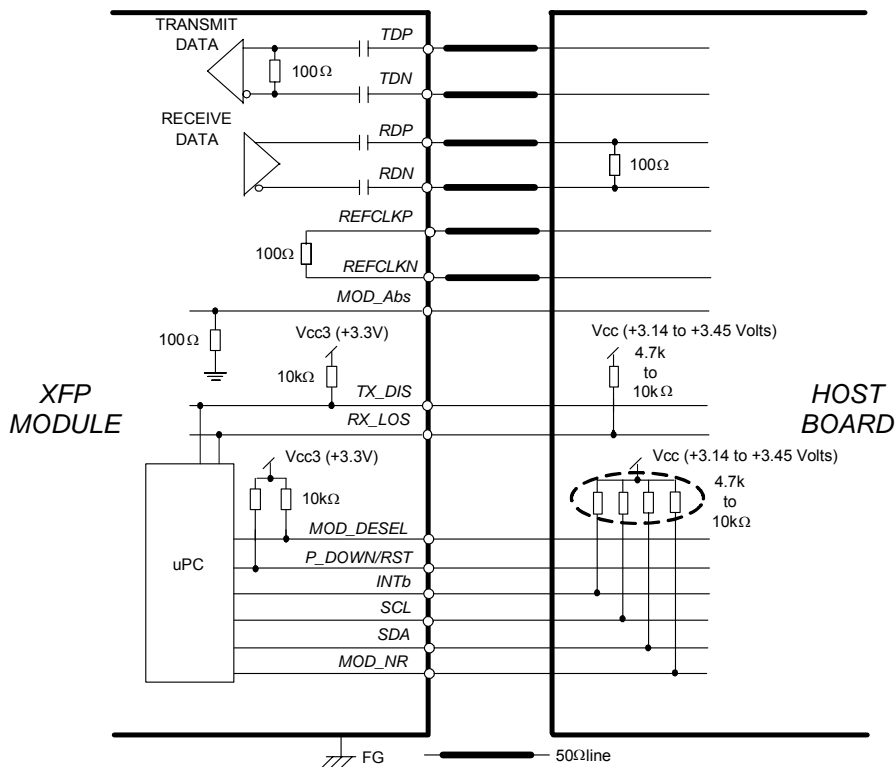 TRANSMIT
DATA
TDP
100Ω
TDN
RECEIVE
DATA
RDP
100Ω
RDN
REFCLKP
100Ω
REFCLKN
MOD_Abs
100Ω
Vcc3 (+3.3V)
10kΩ
Vcc (+3.14 to +3.45 Volts)
4.7k
to
10kΩ
TX_DIS
RX_LOS
XFP
MODULE
HOST
BOARD
Vcc3 (+3.3V)
10kΩ
Vcc (+3.14 to +3.45 Volts)
4.7k
to
10kΩ
MOD_DESEL
P_DOWN/RST
uPC
INTb
SCL
SDA
MOD_NR
FG
50Ωline